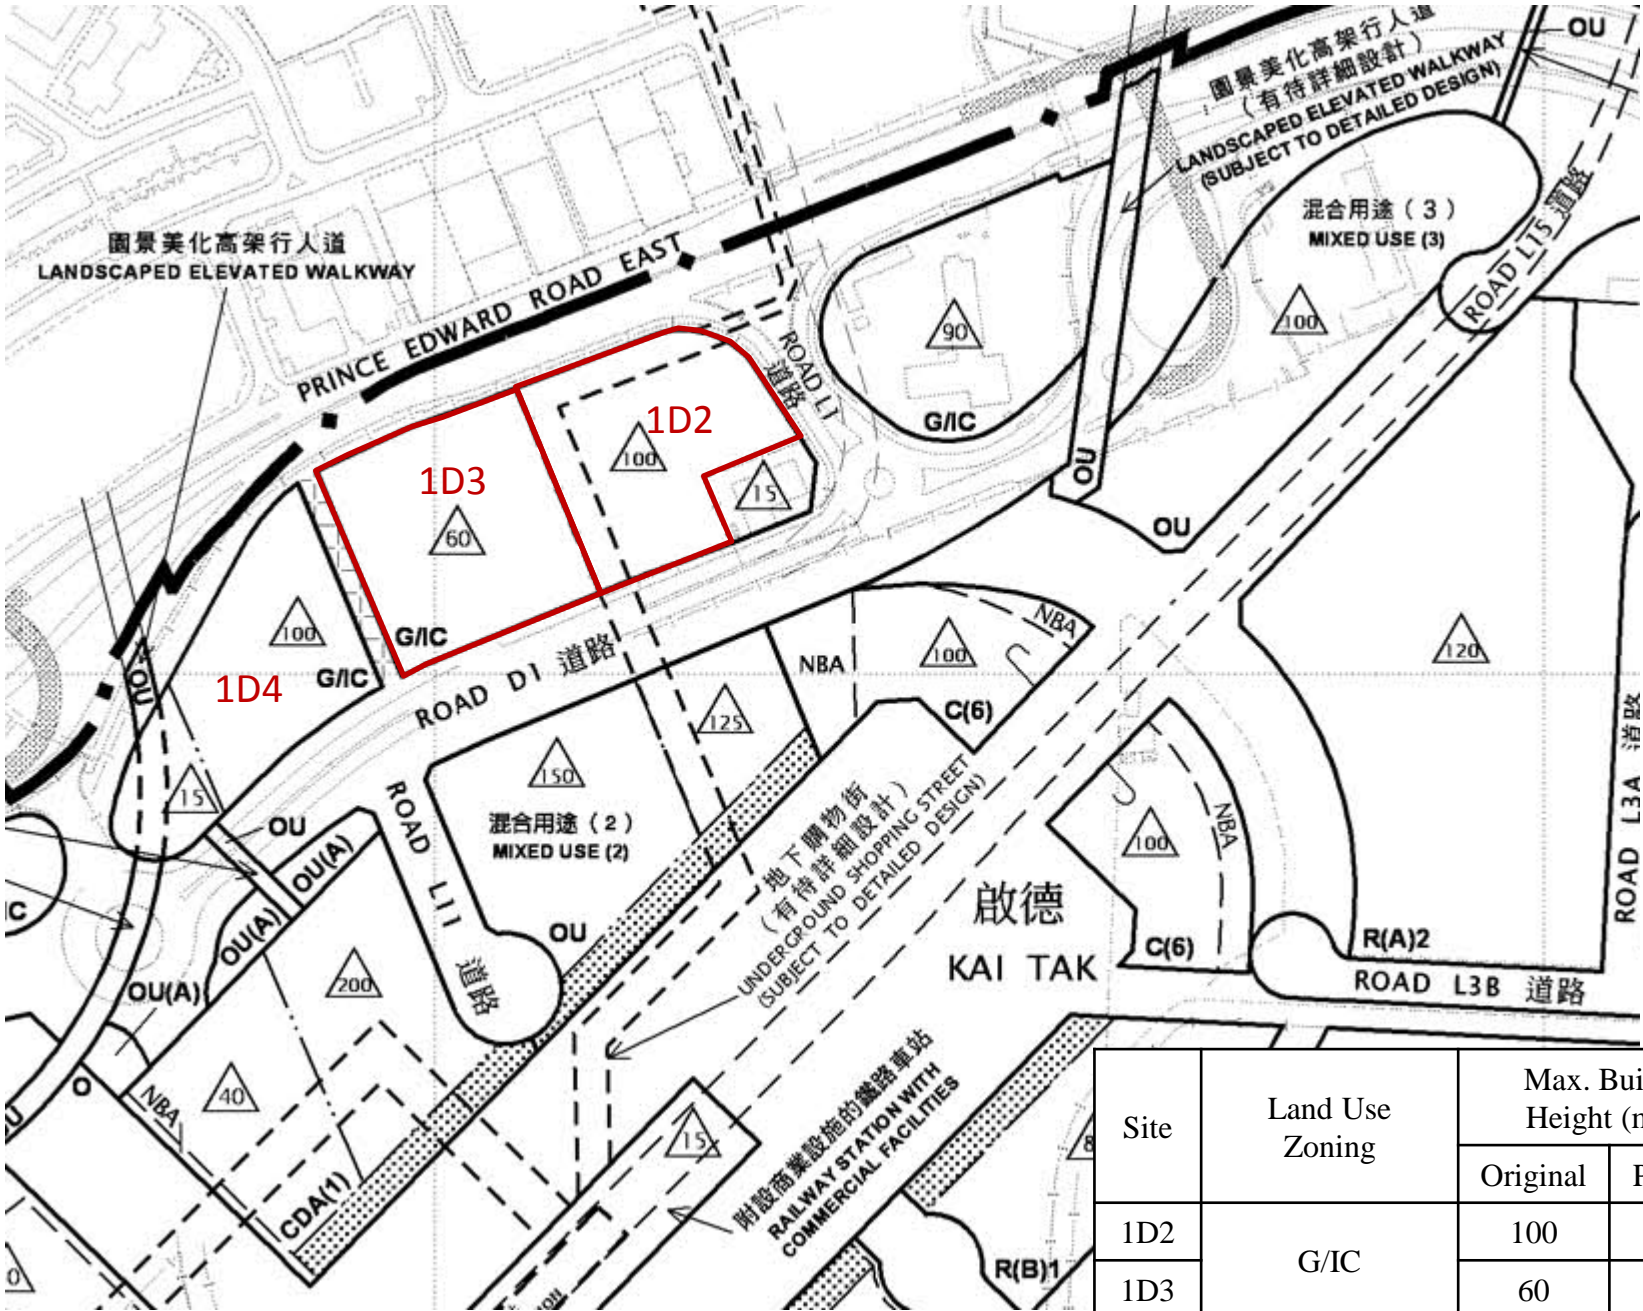 園景美化高架行人道
（有待詳細設計）
LANDSCAPED ELEVATED WALKWAY
(SUBJECT TO DETAILED DESIGN)
OU
混合用途（3）
MIXED USE (3)
100
ROAD L15 道路
園景美化高架行人道
LANDSCAPED ELEVATED WALKWAY
PRINCE EDWARD ROAD EAST
ROAD L1
道路
90
G/IC
OU
OU
1D2
100
15
1D3
60
G/IC
100
G/IC
1D4
OU
15
ROAD D1 道路
NBA
100
NBA
C(6)
125
150
混合用途（2）
MIXED USE (2)
OU
ROAD L11 道路
120
R(A)2
ROAD L3A 道路
ROAD L3B 道路
NBA
100
C(6)
啟德
KAI TAK
地下購物街
（有待詳細設計）
UNDERGROUND SHOPPING STREET
(SUBJECT TO DETAILED DESIGN)
OU
OU(A)
OU(A)
OU(A)
200
40
NBA
O
CDA(1)
15
附設商業設施的鐵路車站
RAILWAY STATION WITH
COMMERCIAL FACILITIES
R(B)1
Site
Land Use
Zoning
Max. Bui
Height (
Original
1D2
G/IC
100
1D3
60